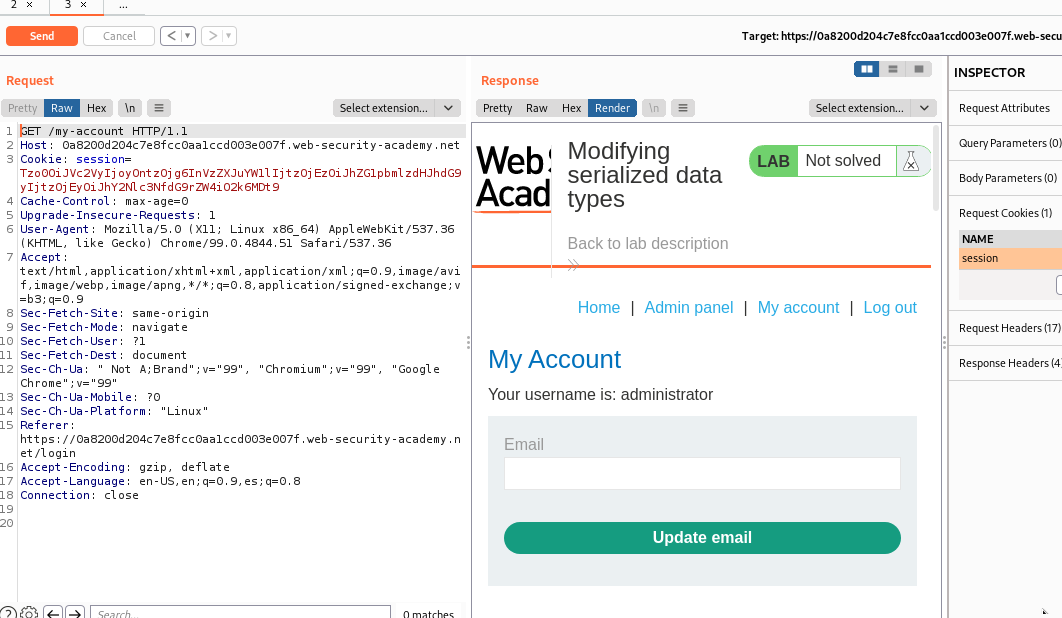 2 × 3 × ...
Send Cancel < ▾ > ▾ Target: https://0a8200d204c7e8fcc0aa1ccd003e007f.web-secu
Request
Pretty Raw Hex \n ≡ Select extension...
1 GET /my-account HTTP/1.1
2 Host: 0a8200d204c7e8fcc0aa1ccd003e007f.web-security-academy.net
3 Cookie: session=
4 Cache-Control: max-age=0
5 Upgrade-Insecure-Requests: 1
6 User-Agent: Mozilla/5.0 (X11; Linux x86_64) AppleWebKit/537.36
(KHTML, like Gecko) Chrome/99.0.4844.51 Safari/537.36
7 Accept:
text/html,application/xhtml+xml,application/xml;q=0.9,image/avi
f,image/webp,image/apng,*/*;q=0.8,application/signed-exchange;v
=b3;q=0.9
8 Sec-Fetch-Site: same-origin
9 Sec-Fetch-Mode: navigate
10 Sec-Fetch-User: ?1
11 Sec-Fetch-Dest: document
12 Sec-Ch-Ua: " Not A;Brand";v="99", "Chromium";v="99", "Google
Chrome";v="99"
13 Sec-Ch-Ua-Mobile: ?0
14 Sec-Ch-Ua-Platform: "Linux"
15 Referer:
https://0a8200d204c7e8fcc0aa1ccd003e007f.web-security-academy.n
et/login
16 Accept-Encoding: gzip, deflate
17 Accept-Language: en-US,en;q=0.9,es;q=0.8
18 Connection: close
19
20
? Search... 0 matches
Response
Pretty Raw Hex Render \n ≡ Select extension...
Web S
Acad
Modifying
serialized data
types
LAB Not solved
Back to lab description
Home | Admin panel | My account | Log out
My Account
Your username is: administrator
Email
Update email
INSPECTOR
Request Attributes
Query Parameters (0)
Body Parameters (0)
Request Cookies (1)
NAME
session
Request Headers (17)
Response Headers (4